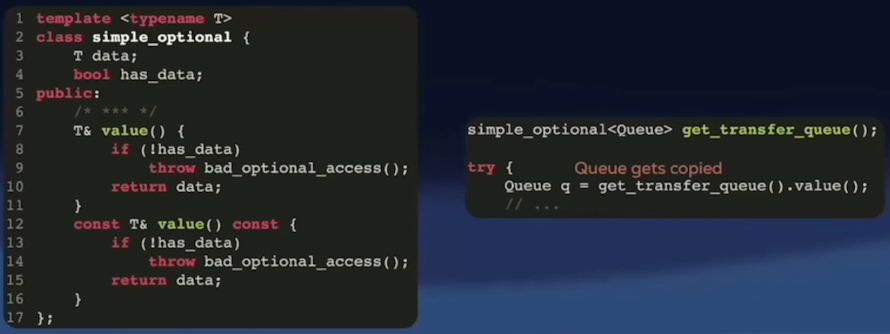 1 template <typename T>
2 class simple_optional {
3     T data;
4     bool has_data;
5 public:
6     /* *** */
7     T& value() {
8         if (!has_data)
9             throw bad_optional_access();
10         return data;
11     }
12     const T& value() const {
13         if (!has_data)
14             throw bad_optional_access();
15         return data;
16     }
17 };
simple_optional<Queue> get_transfer_queue();
try {     Queue gets copied
    Queue q = get_transfer_queue().value();
    // ...